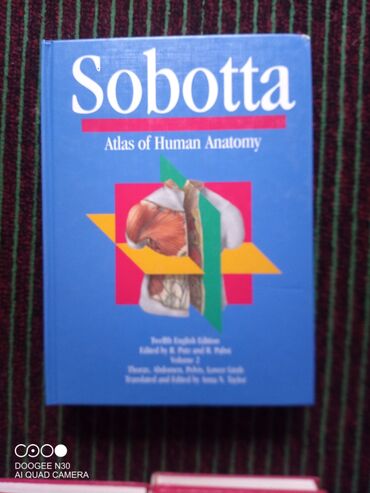 Sobotta
Atlas of Human Anatomy
Twelfth English Edition
Edited by R. Putz and R. Pabst
Volume 2
Thorax, Abdomen, Pelvis, Lower Limb
Translated and Edited by Anna N. Taylor
DOOGEE N30
AI QUAD CAMERA